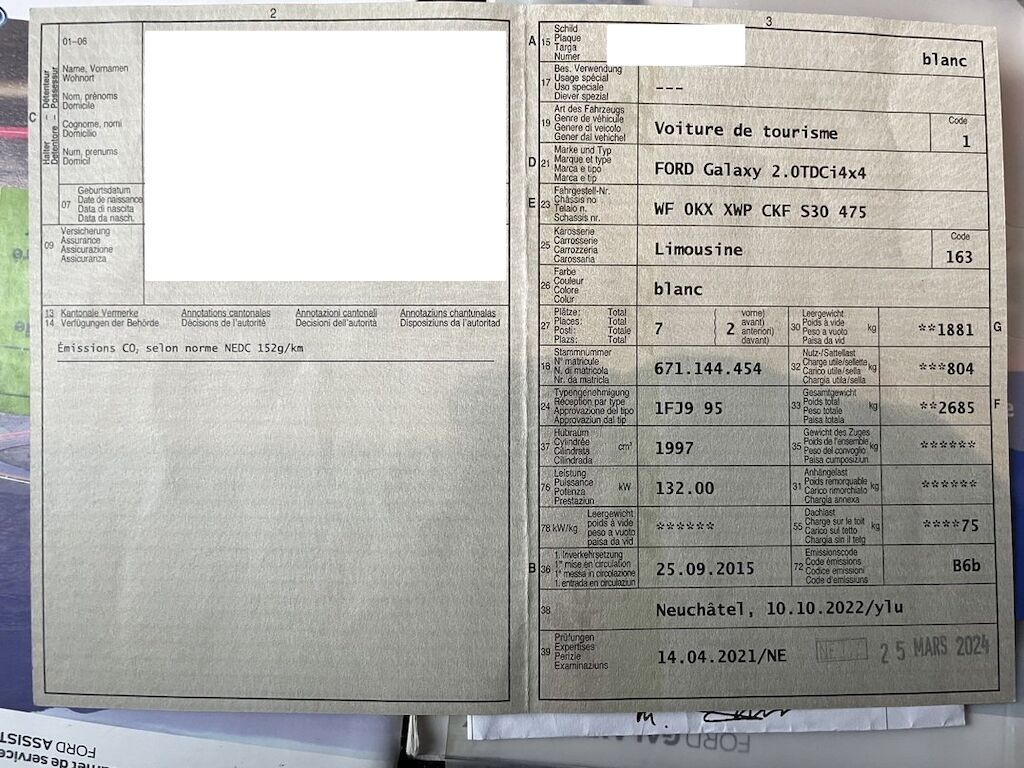 2
01–06
Halter – Détenteur
Detentore – Possessur
C
Name, Vornamen
Wohnort
Nom, prénoms
Domicile
Cognome, nomi
Domicilio
Num, prenums
Domicil
07
Geburtsdatum
Date de naissance
Data di nascita
Data da nasch.
09
Versicherung
Assurance
Assicurazione
Assicuranza
13 Kantonale Vermerke Annotations cantonales Annotazioni cantonali Annotaziuns chantunalas
14 Verfügungen der Behörde Décisions de l'autorité Decisioni dell'autorità Disposiziuns da l'autoritad
Émissions CO₂ selon norme NEDC 152g/km
3
A 15
Schild
Plaque
Targa
Numer
blanc
17
Bes. Verwendung
Usage spécial
Uso speciale
Diever spezial
---
19
Art des Fahrzeugs
Genre de véhicule
Genere di veicolo
Gener dal vehichel
Voiture de tourisme
Code
1
D 21
Marke und Typ
Marque et type
Marca e tipo
Marca e tip
FORD Galaxy 2.0TDCi4x4
E 23
Fahrgestell-Nr.
Châssis no
Telaio n.
Schassis nr.
WF 0KX XWP CKF S30 475
25
Karosserie
Carrosserie
Carrozzeria
Carossaria
Limousine
Code
163
26
Farbe
Couleur
Colore
Colur
blanc
27
Plätze: Total
Places: Total
Posti: Totale
Plazs: Total
7
2
vorne)
avant)
anteriori)
davant)
30
Leergewicht
Poids à vide
Peso a vuoto
Paisa da vid
kg
**1881
G
18
Stammnummer
N° matricule
N. di matricola
Nr. da matricla
671.144.454
32
Nutz-/Sattellast
Charge utile/sellette
Carico utile/sella
Chargia utila/sella
kg
***804
24
Typengenehmigung
Réception par type
Approvazione del tipo
Approvaziun dal tip
1FJ9 95
33
Gesamtgewicht
Poids total
Peso totale
Paisa totala
kg
**2685
F
37
Hubraum
Cylindrée
Cilindrata
Cilindrada
cm³
1997
35
Gewicht des Zuges
Poids de l'ensemble
Peso del convoglio
Paisa cumposiziun
kg
******
76
Leistung
Puissance
Potenza
Prestaziun
kW
132.00
31
Anhängelast
Poids remorquable
Carico rimorchiato
Chargia annexa
kg
******
78 kW/kg
Leergewicht
poids à vide
peso a vuoto
paisa da vid
******
55
Dachlast
Charge sur le toit
Carico sul tetto
Chargia sin il tetg
kg
****75
B 36
1. Inverkehrsetzung
1re mise en circulation
1a messa in circolazione
1. entrada en circulaziun
25.09.2015
72
Emissionscode
Code émissions
Codice emissioni
Code d'emissiuns
B6b
38
Neuchâtel, 10.10.2022/ylu
39
Prüfungen
Expertises
Perizie
Examinaziuns
14.04.2021/NE
25 MARS 2024
net de service
FORD ASSIST
FORD GAL